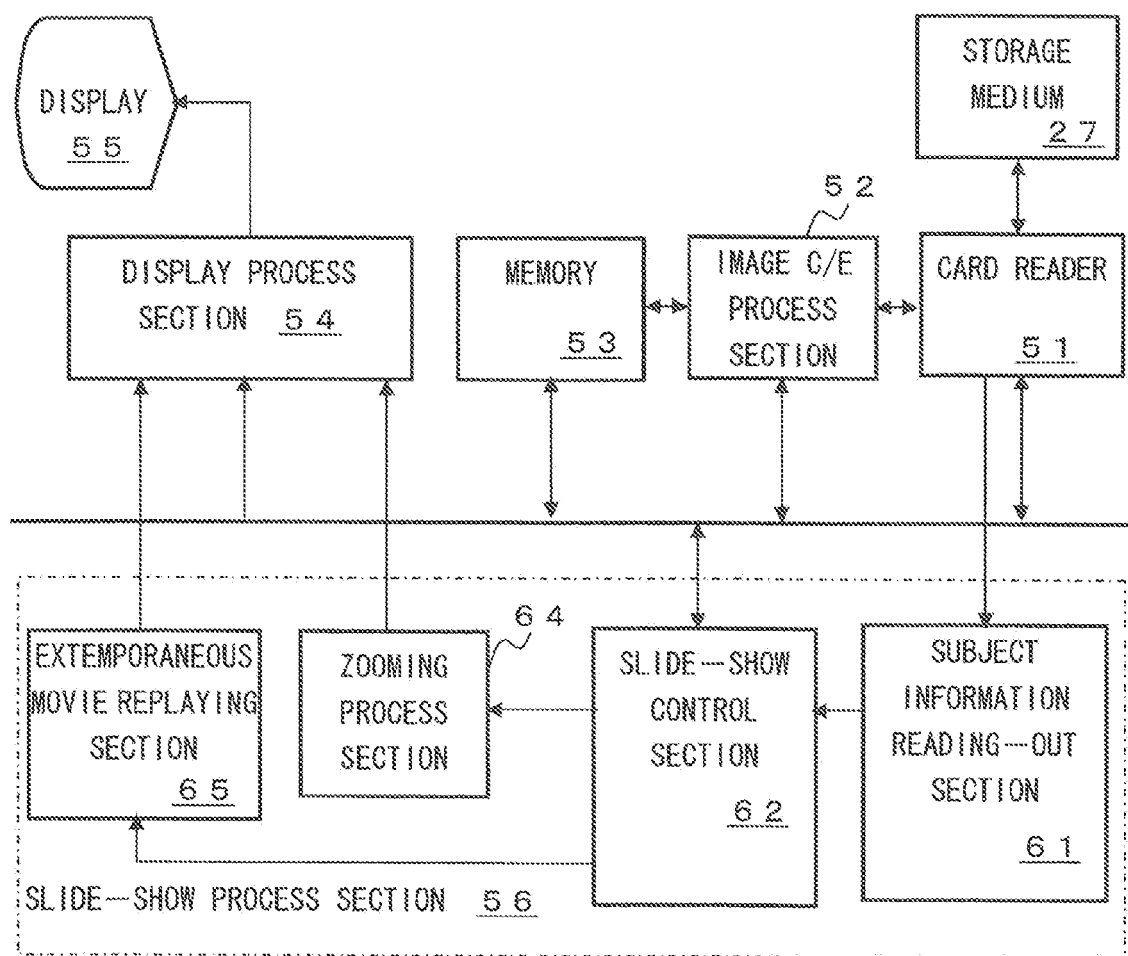 DISPLAY
55
STORAGE
MEDIUM
27
52
DISPLAY PROCESS
SECTION 54
MEMORY
53
IMAGE C/E
PROCESS
SECTION
CARD READER
51
EXTEMPORANEOUS
MOVIE REPLAYING
SECTION
65
64
ZOOMING
PROCESS
SECTION
SLIDE-SHOW
CONTROL
SECTION
62
SUBJECT
INFORMATION
READING-OUT
SECTION
61
SLIDE-SHOW PROCESS SECTION 56